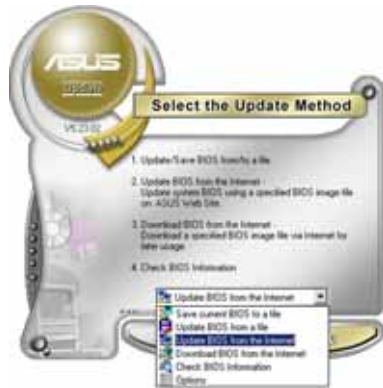 ASUS
Update
Select the Update Method
1. Update/Save BIOS from/to a file
2. Update BIOS from the Internet -
Update system BIOS using a specified BIOS image file
on ASUS Web Site.
3. Download BIOS from the Internet -
Download a specified BIOS image file via Internet for
later usage.
4. Check BIOS Information
Update BIOS from the Internet
Save current BIOS to a file
Update BIOS from a file
Update BIOS from the Internet
Download BIOS from the Internet
Check BIOS Information
Options